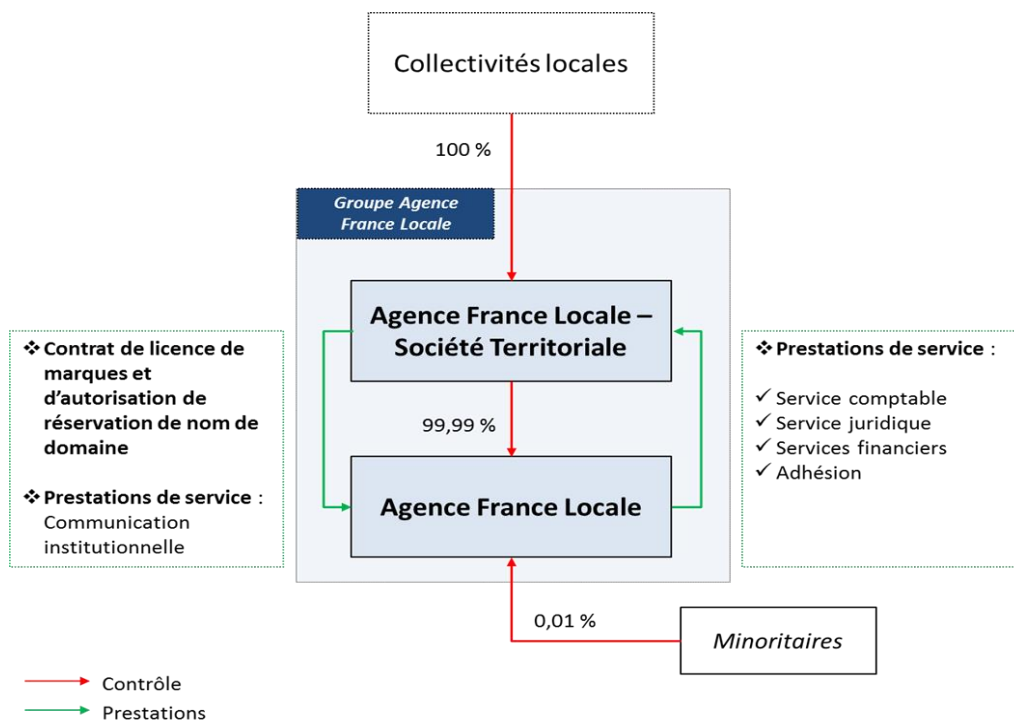 Collectivités locales
100 %
Groupe Agence
France Locale
Agence France Locale –
Société Territoriale
❖ Contrat de licence de
marques et
d’autorisation de
réservation de nom de
domaine
❖ Prestations de service :
Communication
institutionnelle
99,99 %
❖ Prestations de service :
✓ Service comptable
✓ Service juridique
✓ Services financiers
✓ Adhésion
Agence France Locale
0,01 %
Minoritaires
Contrôle
Prestations